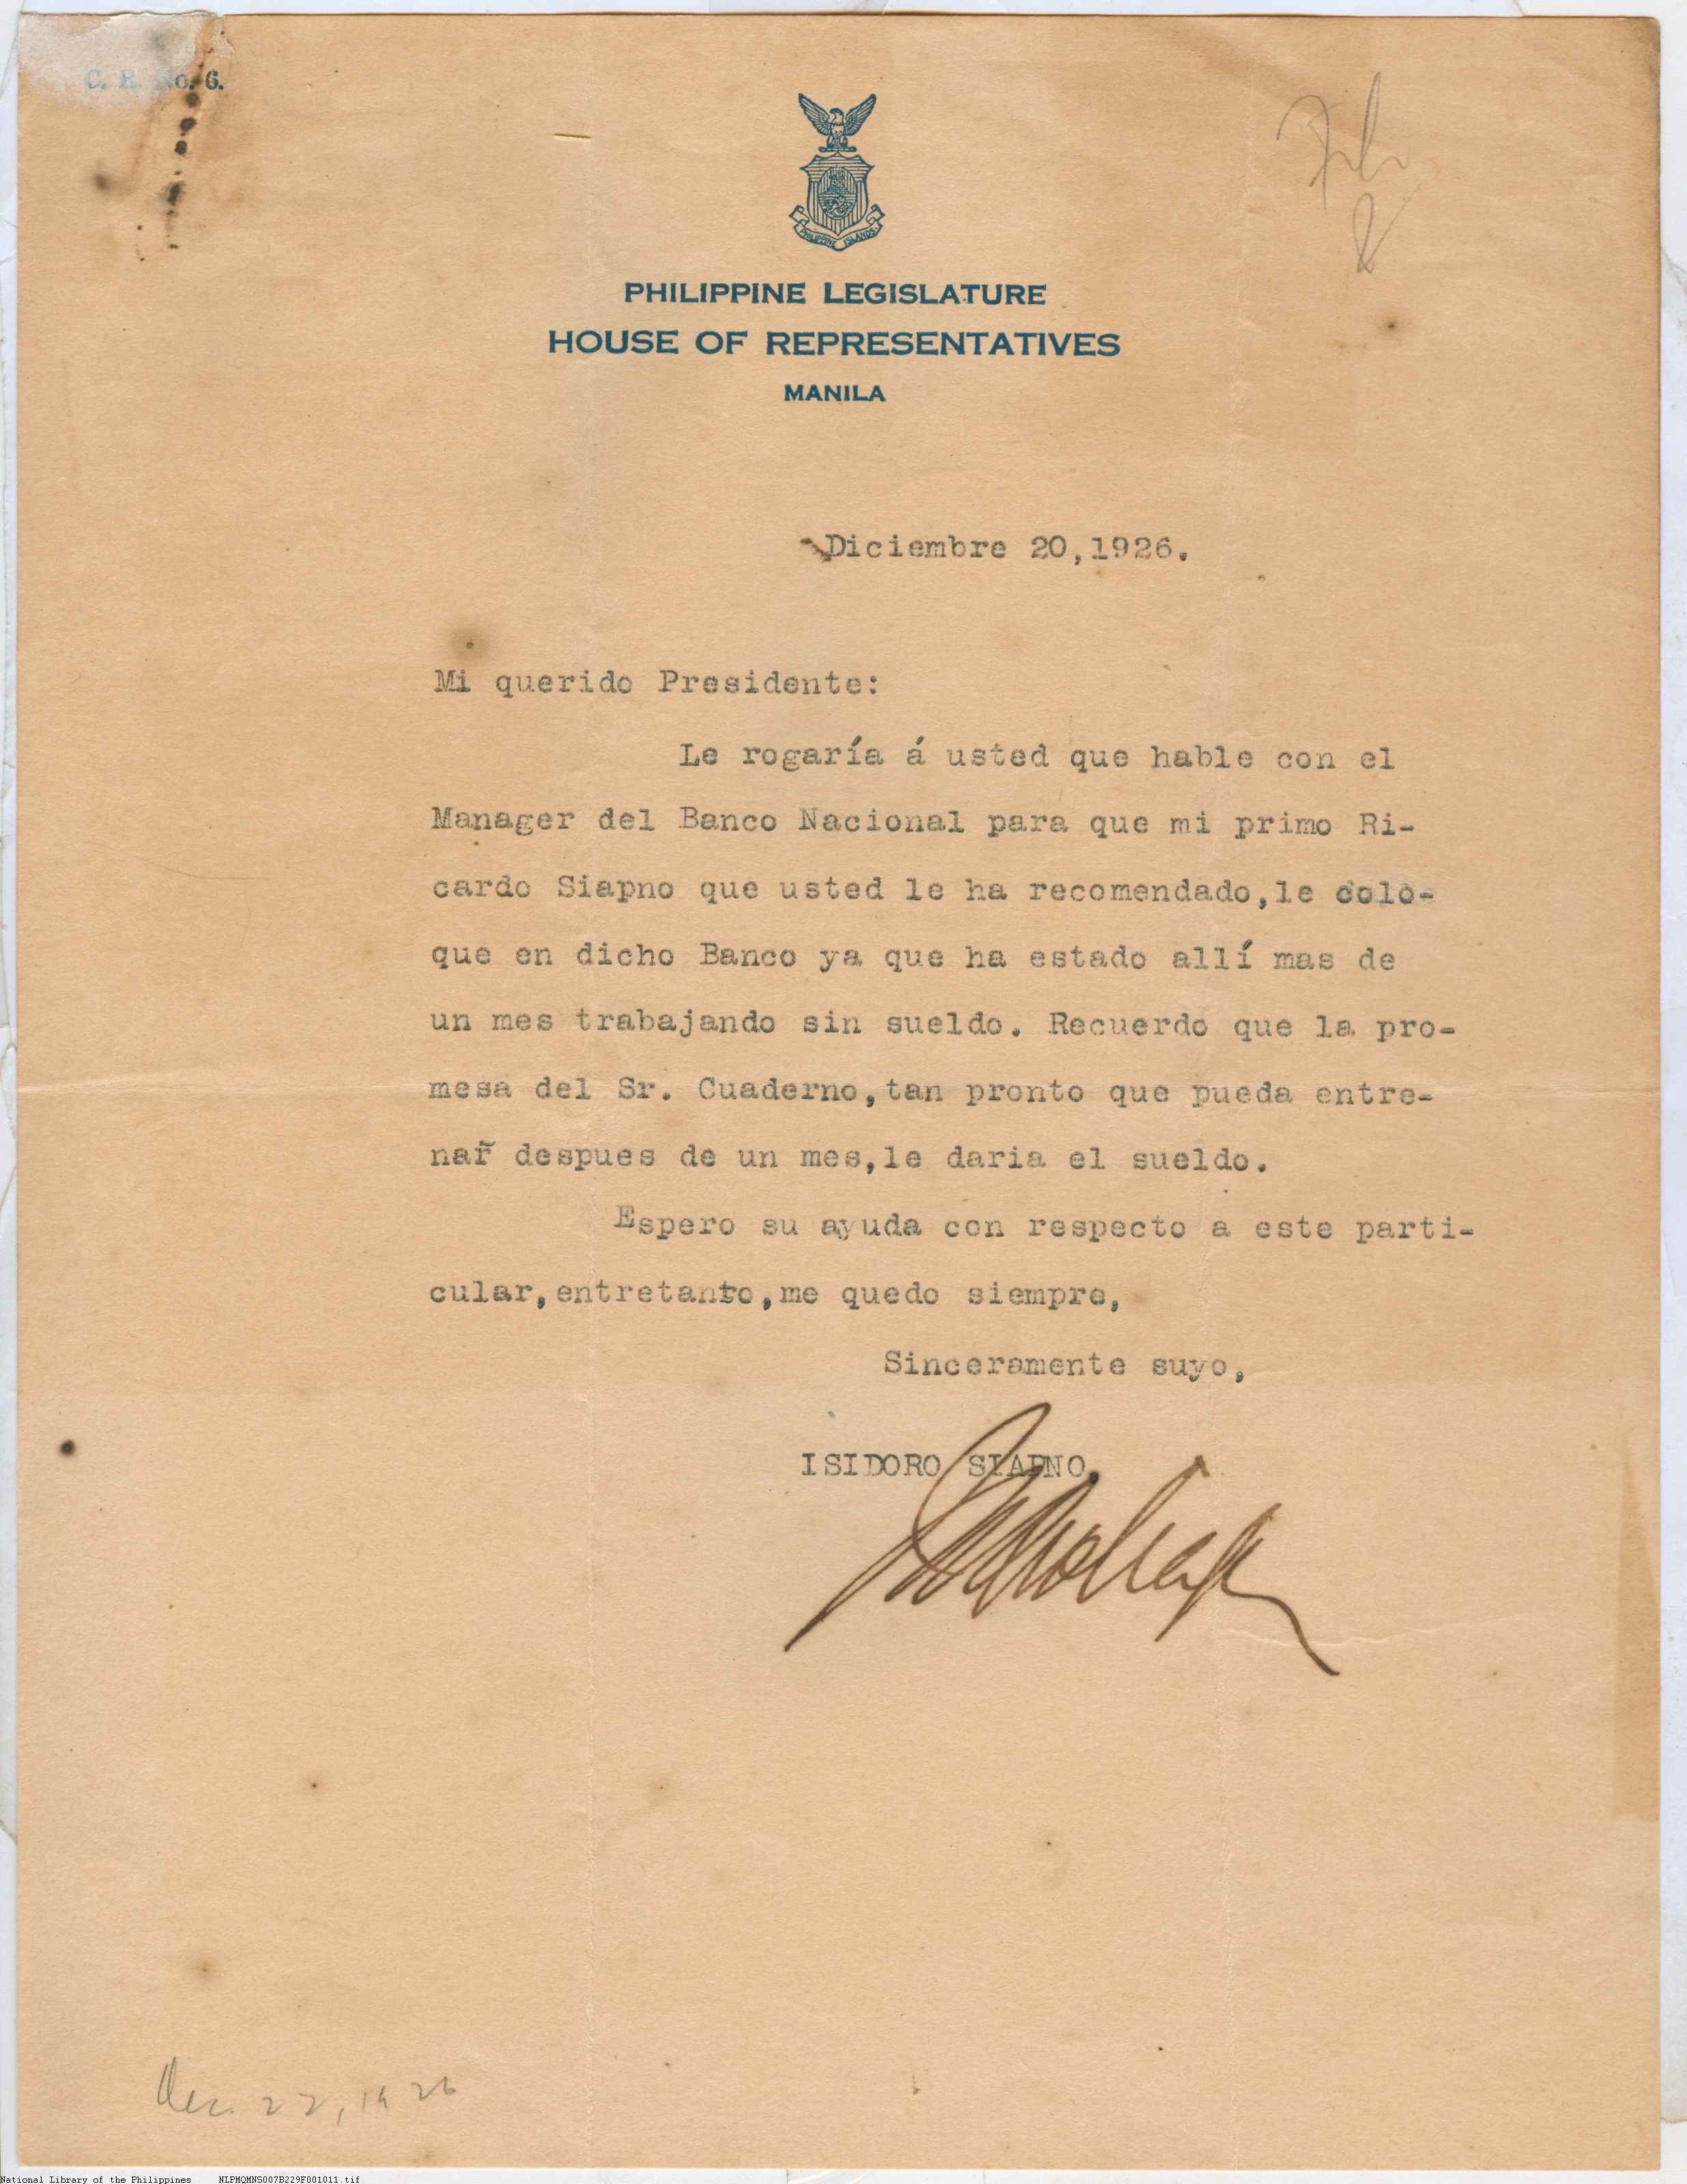 C. R. No. 6.
PHILIPPINE ISLANDS
PHILIPPINE LEGISLATURE
HOUSE OF REPRESENTATIVES
MANILA
Diciembre 20,1926.
Mi querido Presidente:
Le rogaría á usted que hable con el
Manager del Banco Nacional para que mi primo Ri-
cardo Siapno que usted le ha recomendado,le colo-
que en dicho Banco ya que ha estado allí mas de
un mes trabajando sin sueldo. Recuerdo que la pro-
mesa del Sr. Cuaderno,tan pronto que pueda entre-
nar despues de un mes,le daria el sueldo.
Espero su ayuda con respecto a este parti-
cular,entretanto,me quedo siempre,
Sinceramente suyo,
ISIDORO SIAPNO.
Dec. 22, 1926
National Library of the Philippines NLPMQMNS007B229F001011.tif